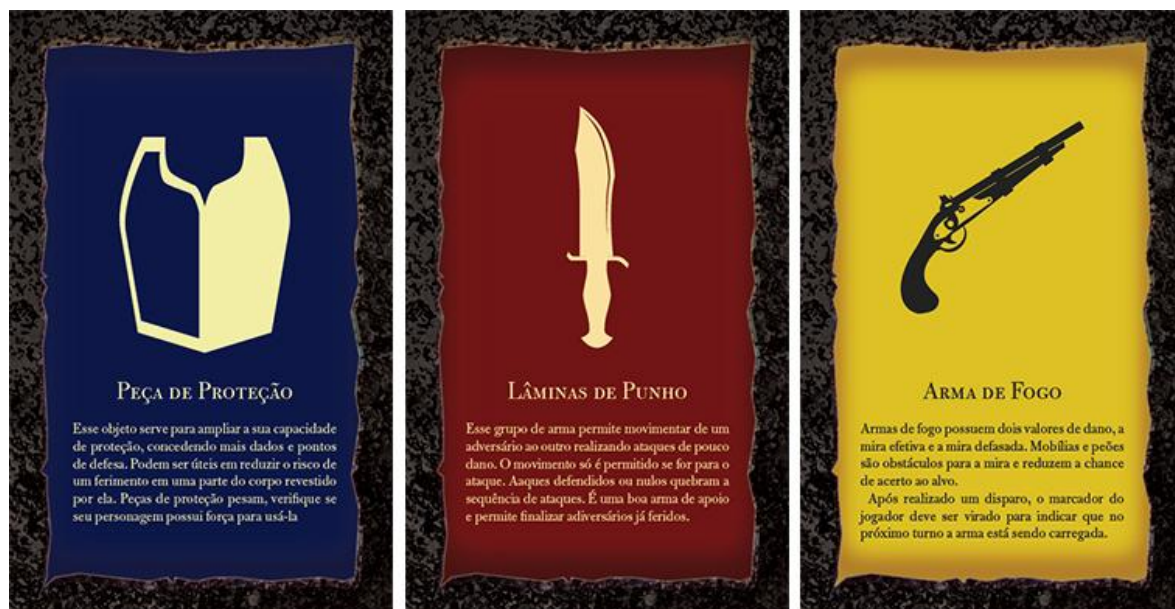 Peça de Proteção
Esse objeto serve para ampliar a sua capacidade
de proteção, concedendo mais dados e pontos
de defesa. Podem ser úteis em reduzir o risco de
um ferimento em uma parte do corpo revestido
por ela. Peças de proteção pesam, verifique se
seu personagem possui força para usá-la
Lâminas de Punho
Esse grupo de arma permite movimentar de um
adversário ao outro realizando ataques de pouco
dano. O movimento só é permitido se for para o
ataque. Aaques defendidos ou nulos quebram a
sequência de ataques. É uma boa arma de apoio
e permite finalizar adiversários já feridos.
Arma de Fogo
Armas de fogo possuem dois valores de dano, a
mira efetiva e a mira defasada. Mobílias e peões
são obstáculos para a mira e reduzem a chance
de acerto ao alvo.
Após realizado um disparo, o marcador do
jogador deve ser virado para indicar que no
próximo turno a arma está sendo carregada.